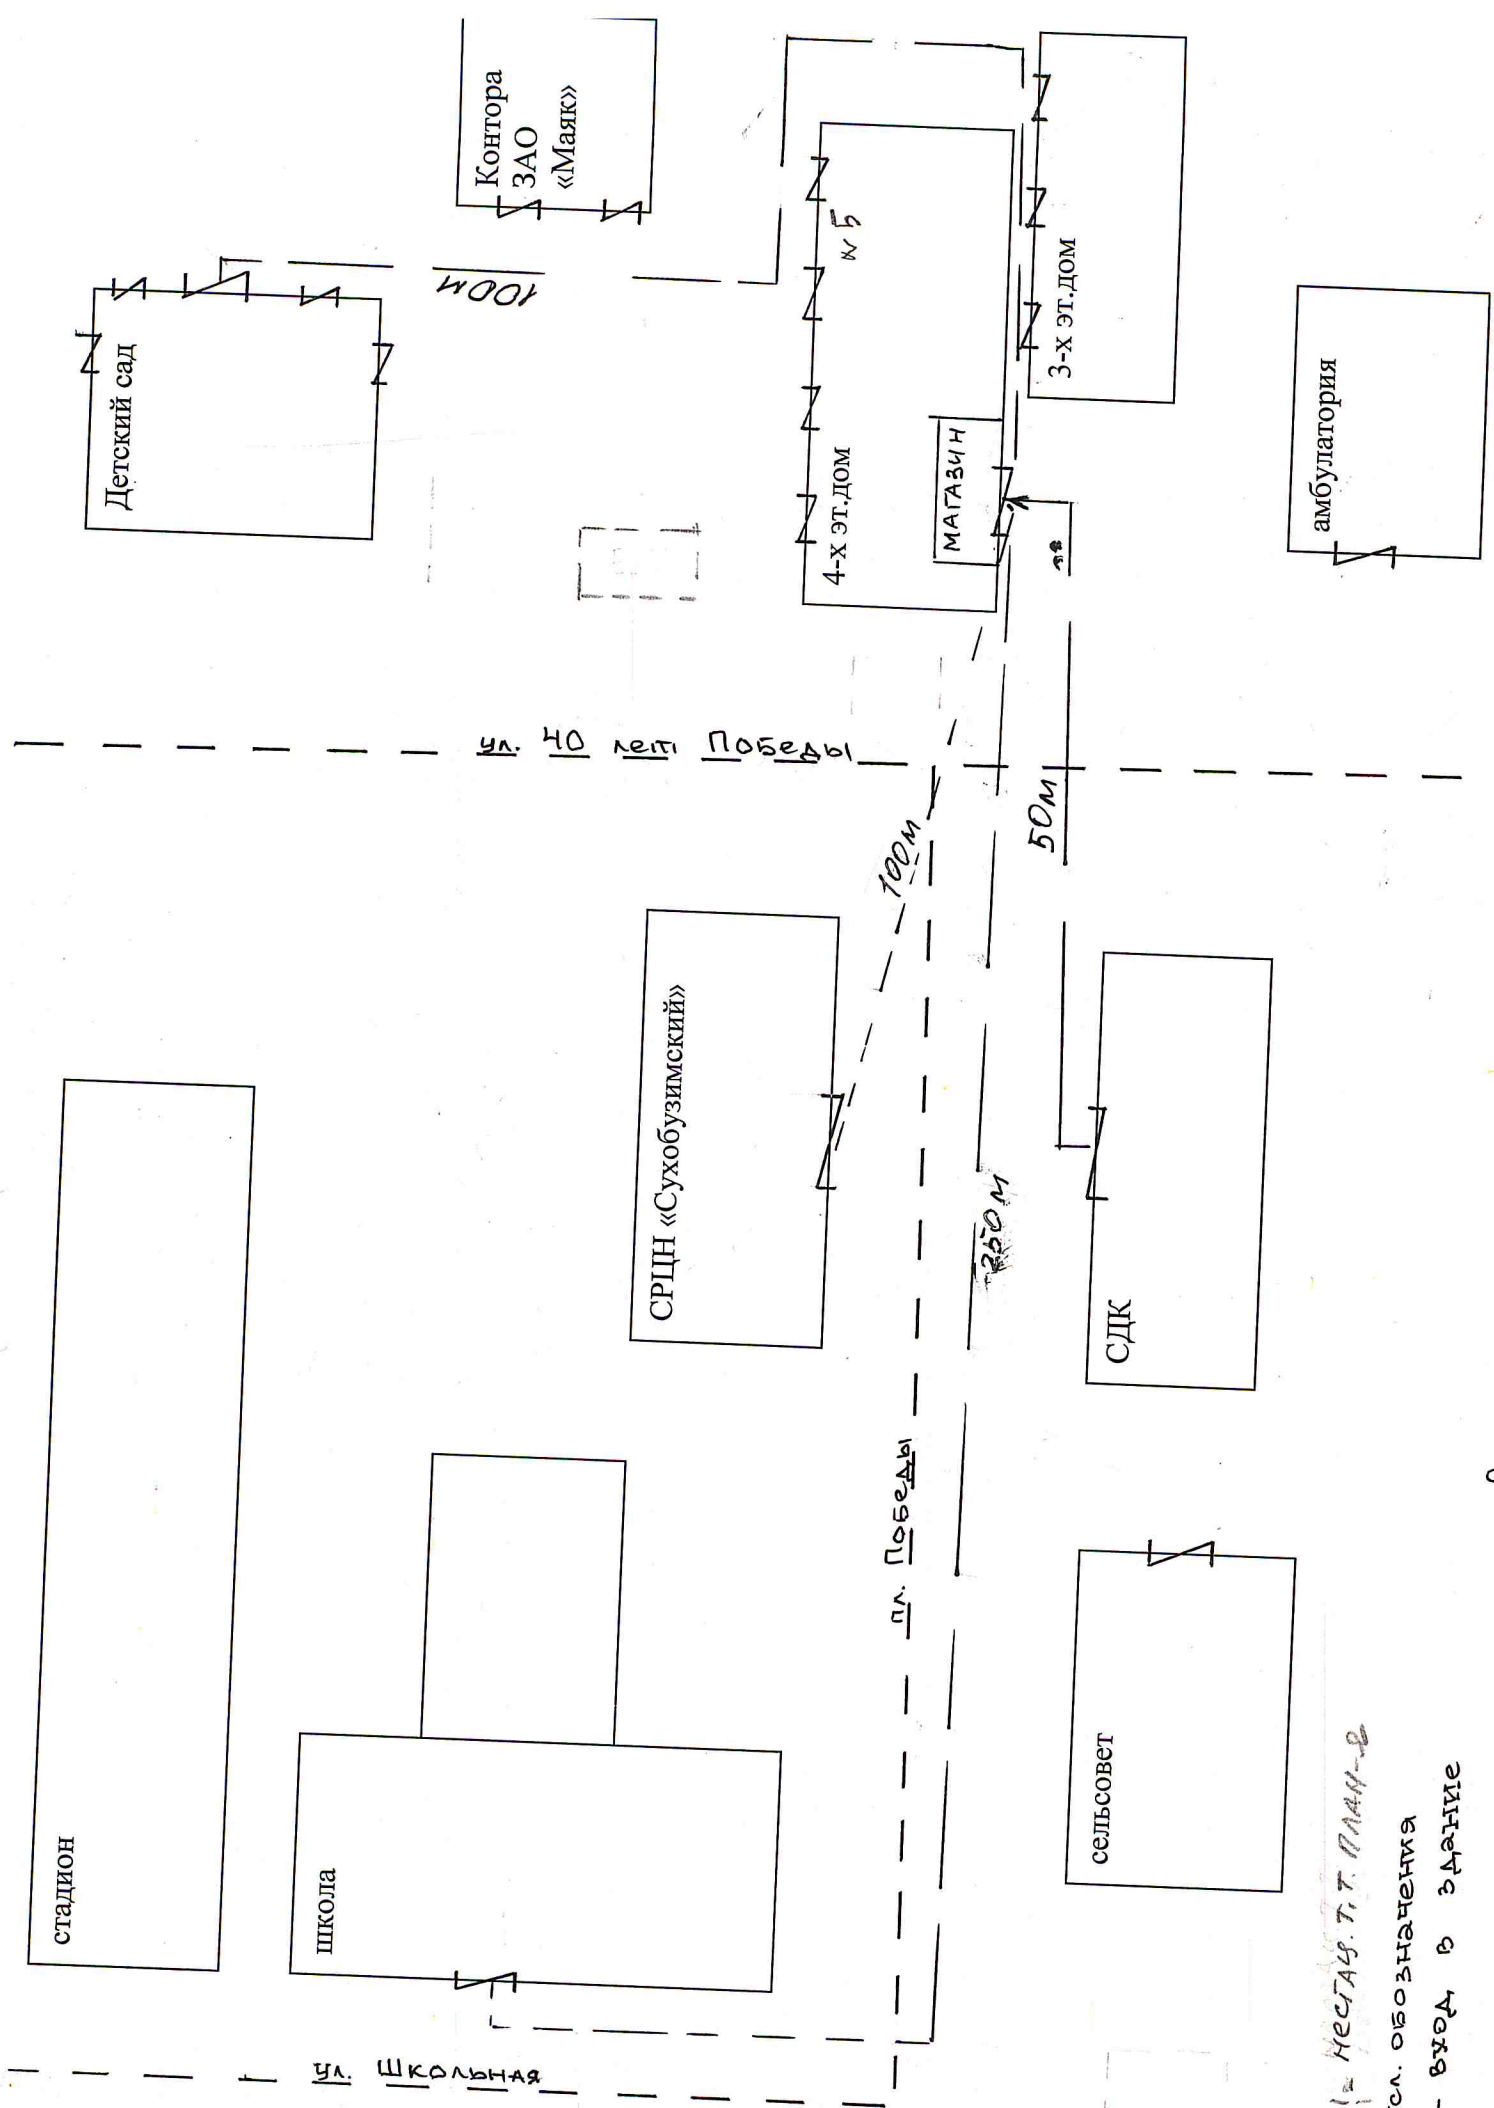 стадион
школа
ул. Школьная
Детский сад
Контора
ЗАО
«Маяк»
100м
ул. 40 лет Победы
СРЦН «Сухобузимский»
4-х эт.дом
№5
МАГАЗИН
3-х эт.дом
100м
пл. Победы
250м
50м
СДК
сельсовет
амбулатория
обозначения
- вход в здание